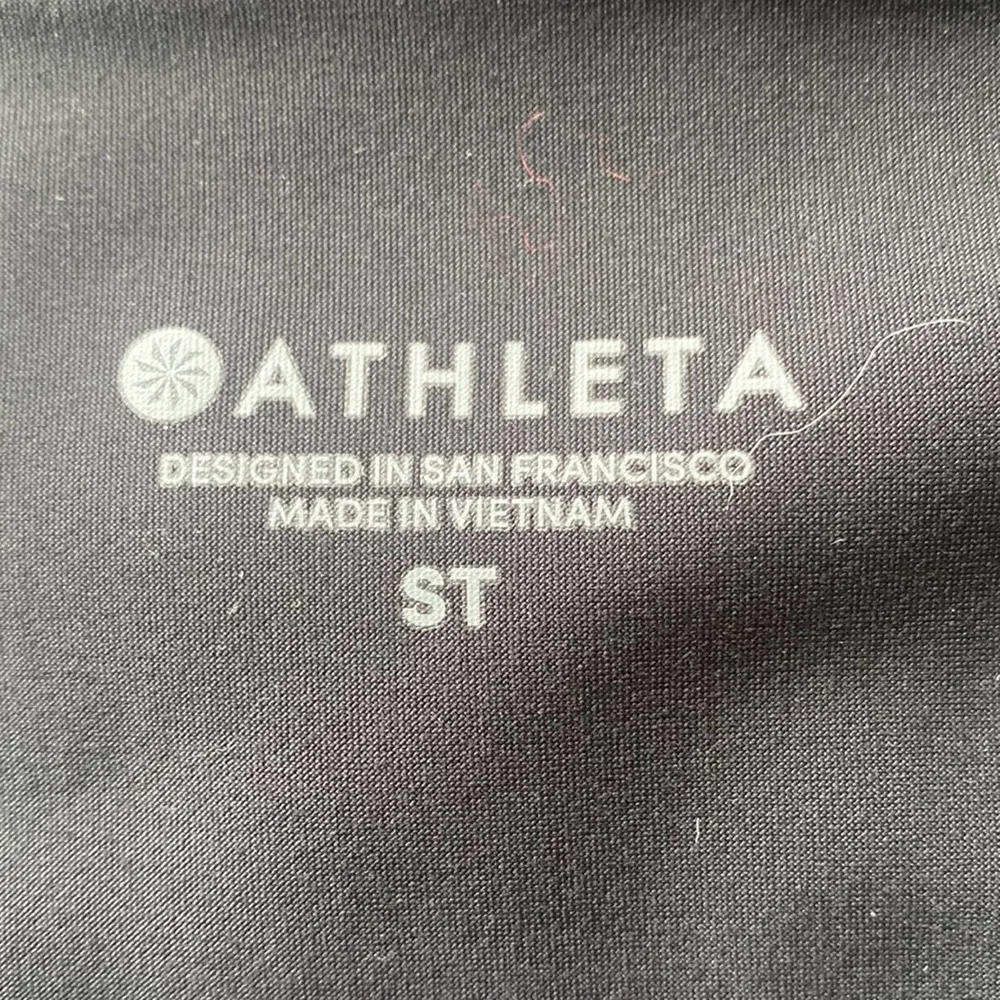 ATHLETA
DESIGNED IN SAN FRANCISCO
MADE IN VIETNAM
ST